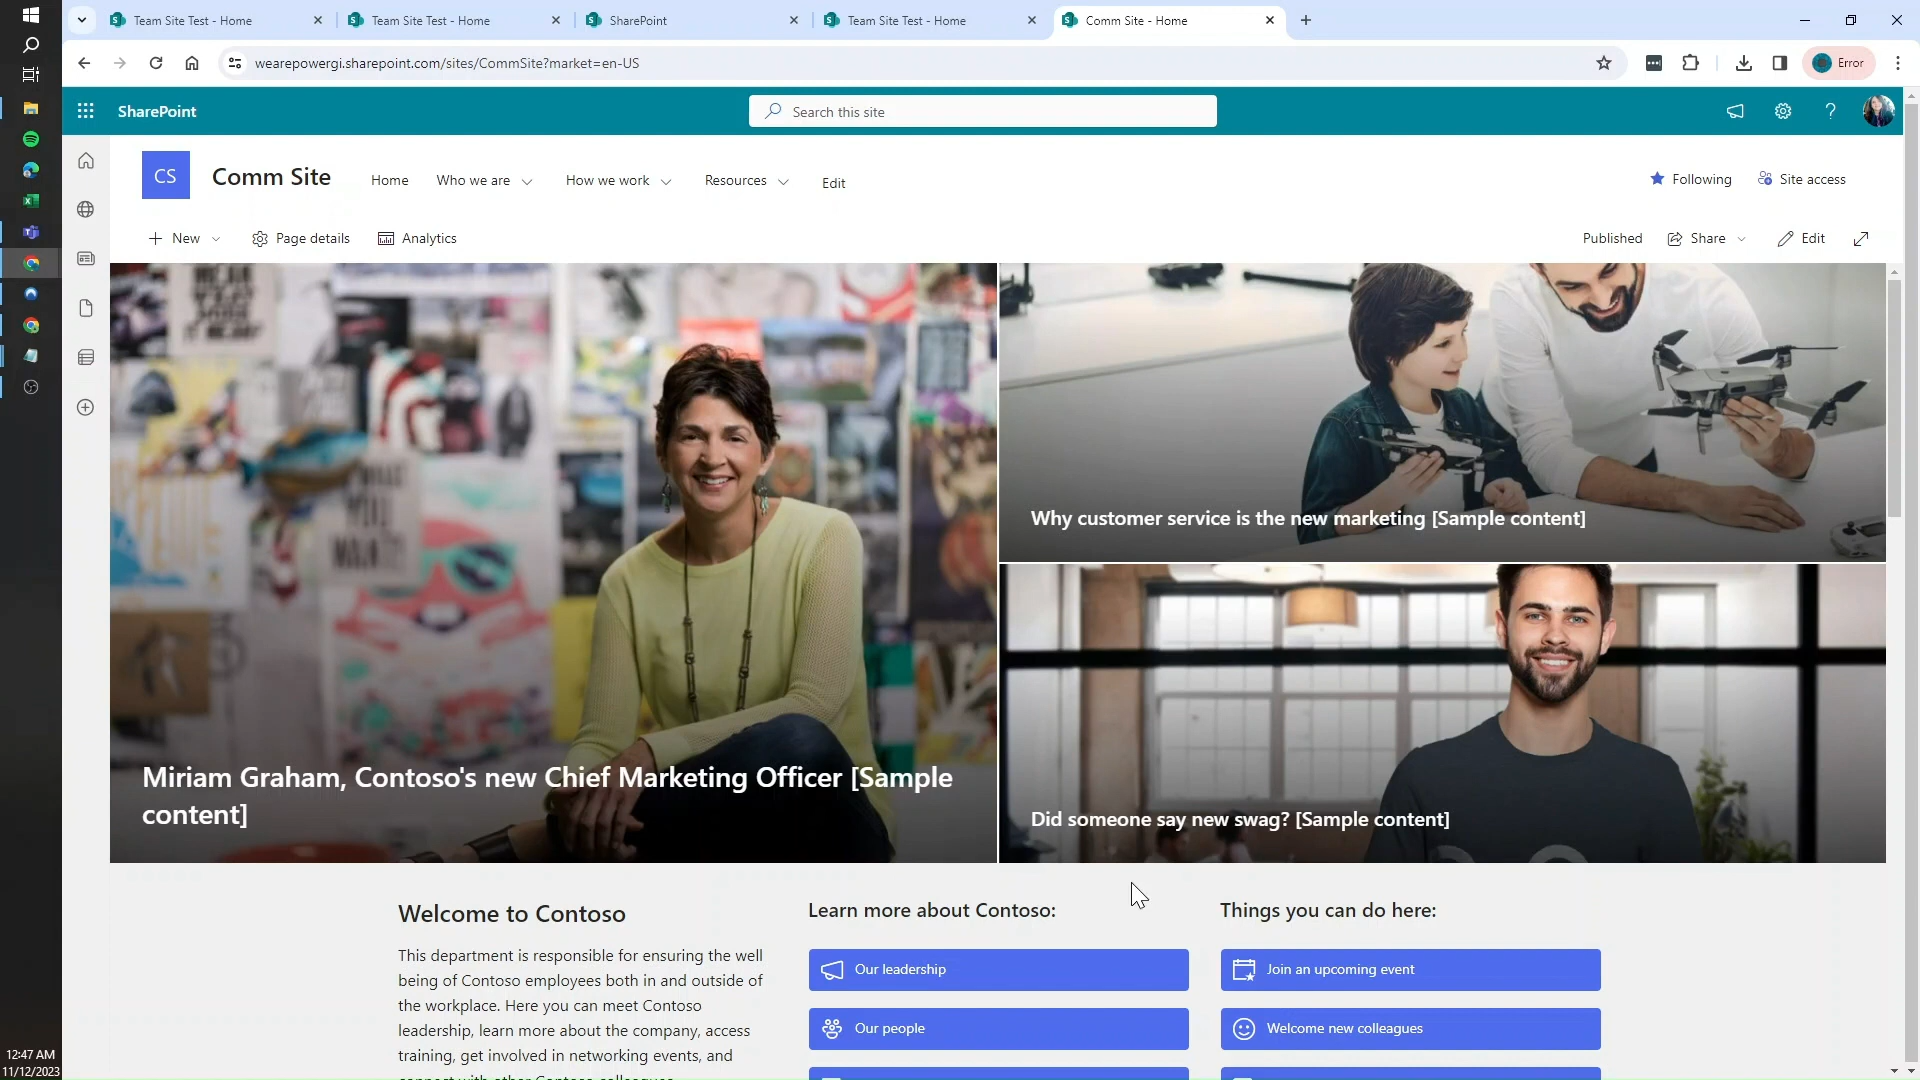 Team Site Test - Home
Team Site Test - Home
SharePoint
Team Site Test - Home
Comm Site - Home
wearepowergi.sharepoint.com/sites/CommSite?market=en-US
Error
SharePoint
Search this site
CS
Comm Site
Home
Who we are
How we work
Resources
Edit
Following
Site access
New
Page details
Analytics
Published
Share
Edit
Miriam Graham, Contoso's new Chief Marketing Officer [Sample
content]
Why customer service is the new marketing [Sample content]
Did someone say new swag? [Sample content]
Welcome to Contoso
This department is responsible for ensuring the well
being of Contoso employees both in and outside of
the workplace. Here you can meet Contoso
leadership, learn more about the company, access
training, get involved in networking events, and
Learn more about Contoso:
Our leadership
Our people
Things you can do here:
Join an upcoming event
Welcome new colleagues
12:47 AM
11/12/2023